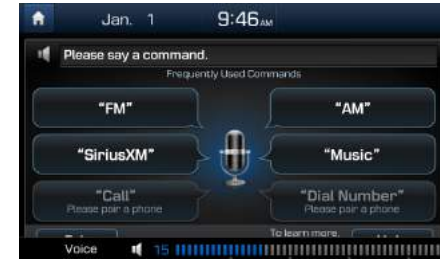 Jan. 1 9:46AM
Please say a command.
Frequently Used Commands
"FM" "AM"
"SiriusXM" "Music"
"Call" "Dial Number"
Please pair a phone Please pair a phone
To learn more,
Voice 15